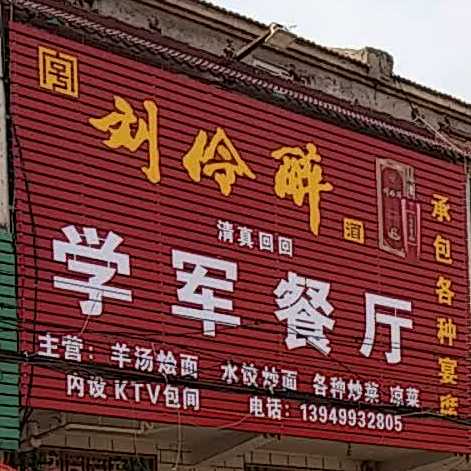 刘伶醉
酒
清真回回
学军餐厅
主营：羊汤烩面 水饺炒面 各种炒菜 凉菜
内设KTV包间 电话：13949932805
承包各种宴席